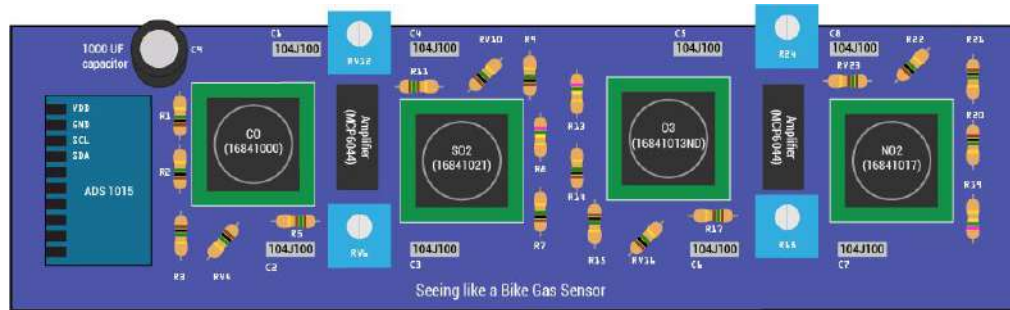 1000 UF
capacitor
C9
C1
104J100
RV12
C4
104J100
RV10
R9
C5
104J100
R24
C8
104J100
R22
R21
R11
RV23
VDD
GND
SCL
SDA
ADS 1015
R1
R2
CO
(16841000)
Amplifier
(MCP6044)
SO2
(16841021)
R13
R8
O3
(16841013ND)
Amplifier
(MCP6044)
NO2
(16841017)
R20
R14
R19
R3
RV4
R5
104J100
C2
RV6
104J100
C3
R7
R15
RV16
R17
104J100
C6
104J100
C7
Seeing like a Bike Gas Sensor